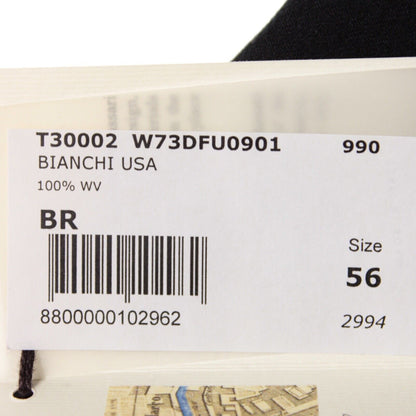 T30002 W73DFU0901 990
BIANCHI USA
100% WV
BR
Size
56
8800000102962
2994